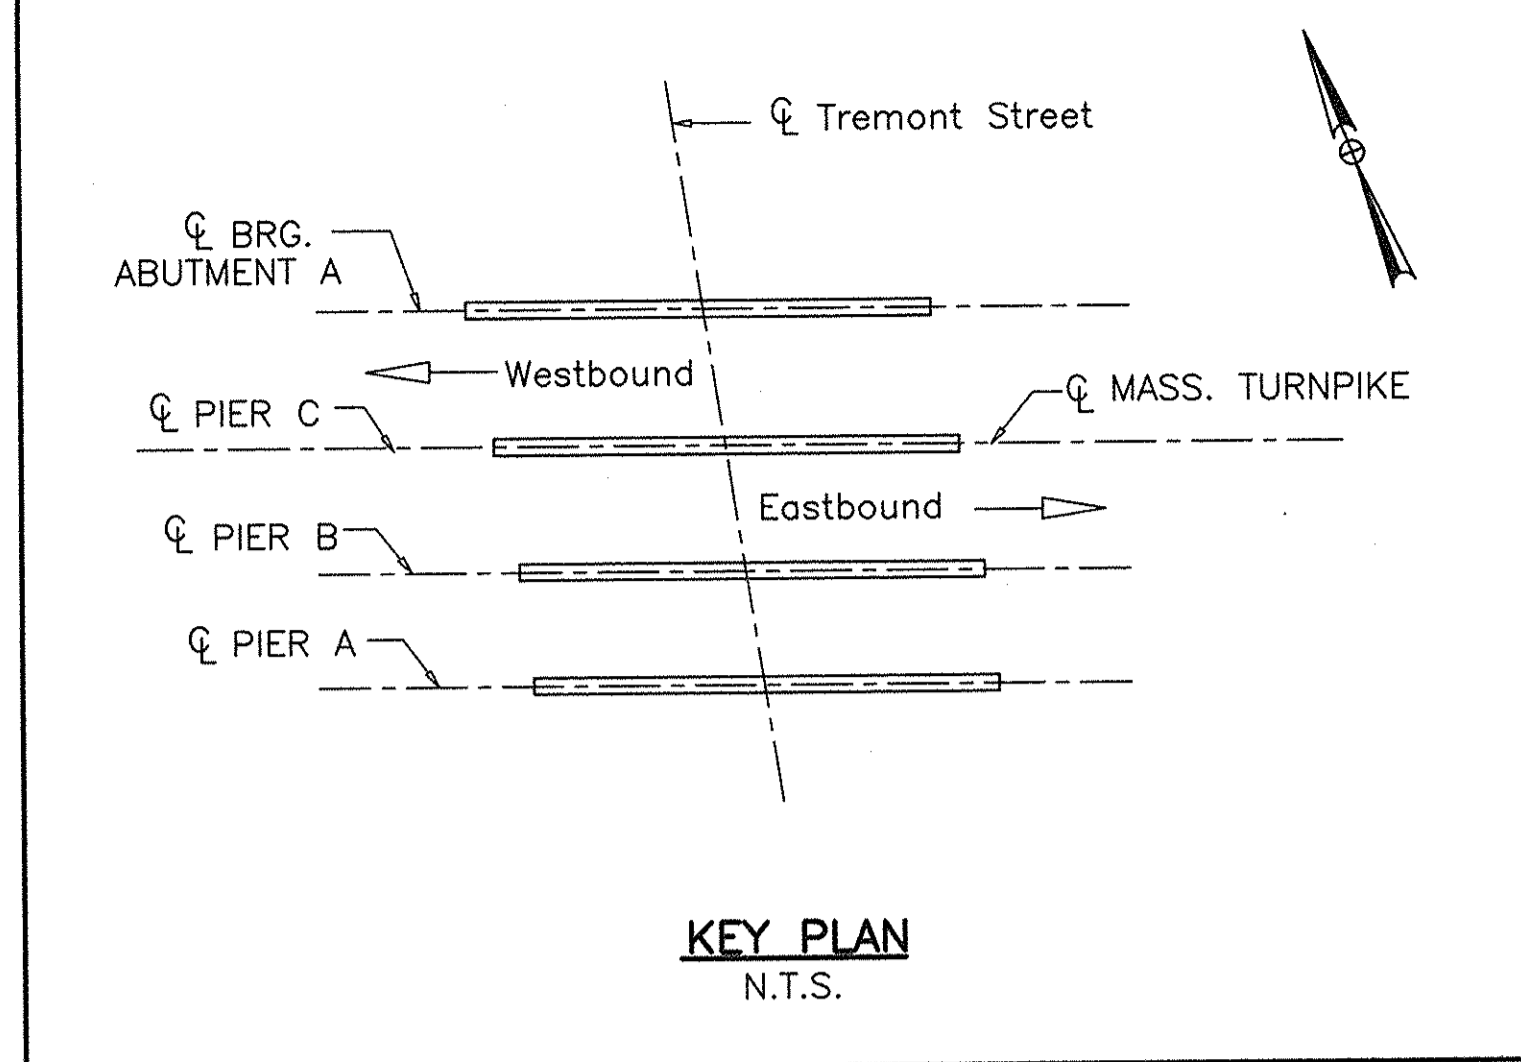 ℄ Tremont Street
℄ BRG.
ABUTMENT A
Westbound
℄ PIER C
℄ MASS. TURNPIKE
Eastbound
℄ PIER B
℄ PIER A
KEY PLAN
N.T.S.